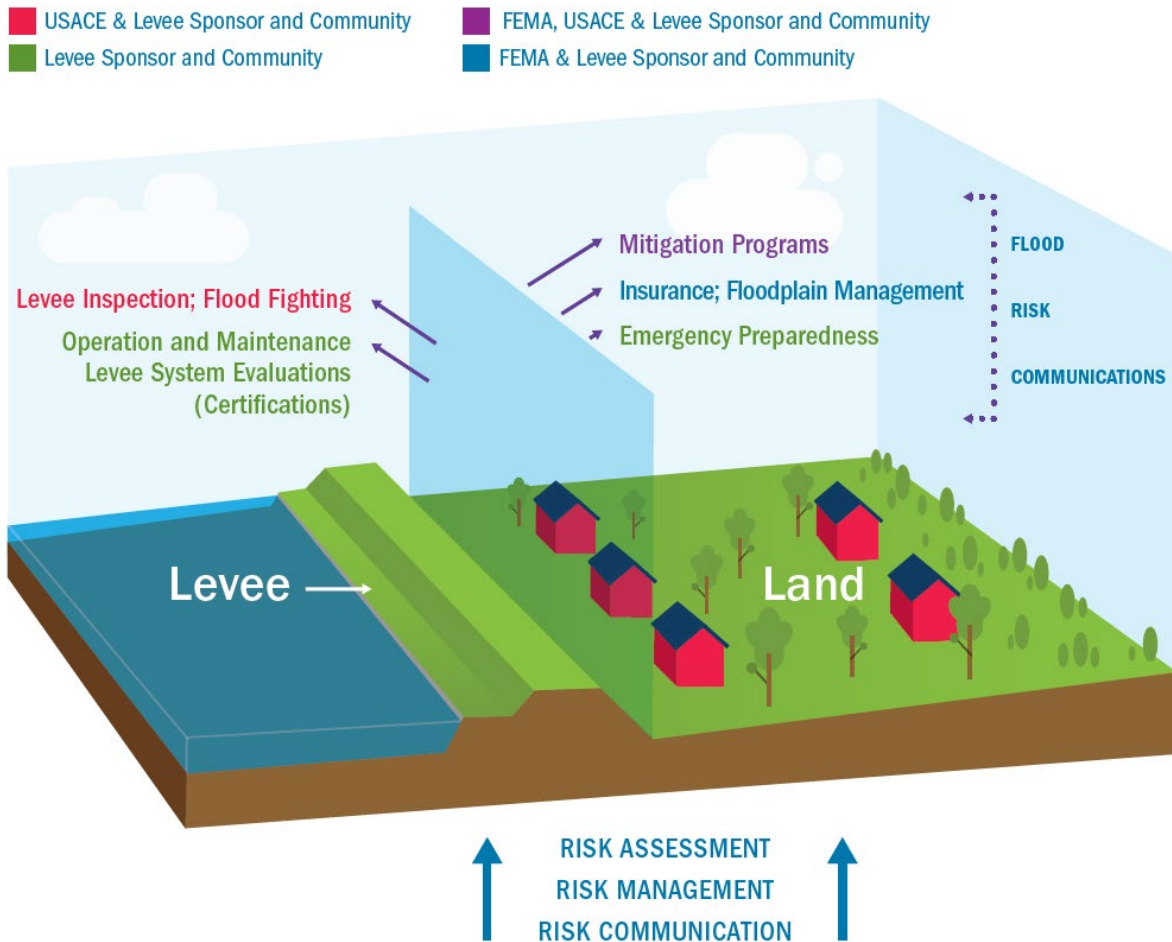 USACE & Levee Sponsor and Community
FEMA, USACE & Levee Sponsor and Community
Levee Sponsor and Community
FEMA & Levee Sponsor and Community
Mitigation Programs
FLOOD
Levee Inspection; Flood Fighting
Insurance; Floodplain Management
RISK
Operation and Maintenance
Emergency Preparedness
Levee System Evaluations
COMMUNICATIONS
(Certifications)
Levee
Land
RISK ASSESSMENT
RISK MANAGEMENT
RISK COMMUNICATION